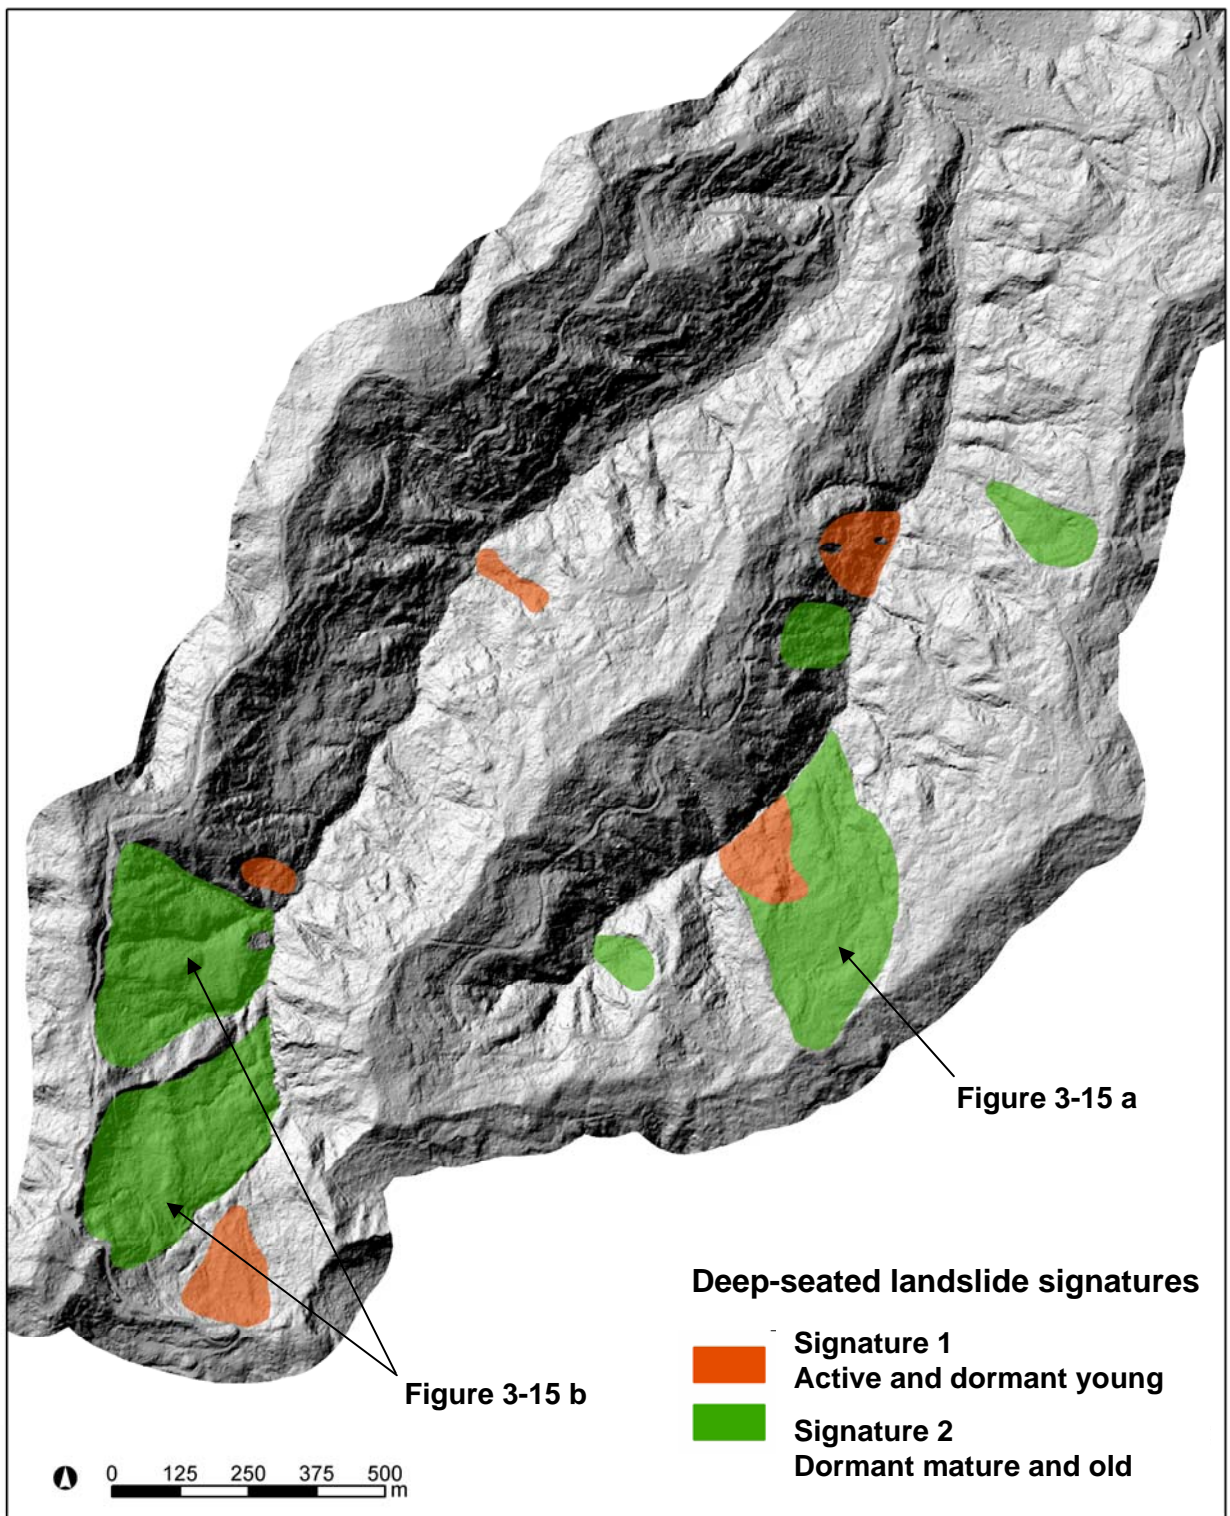 Figure 3-15 a
Deep-seated landslide signatures
Signature 1
Active and dormant young
Figure 3-15 b
Signature 2
Dormant mature and old
0 125 250 375 500
m